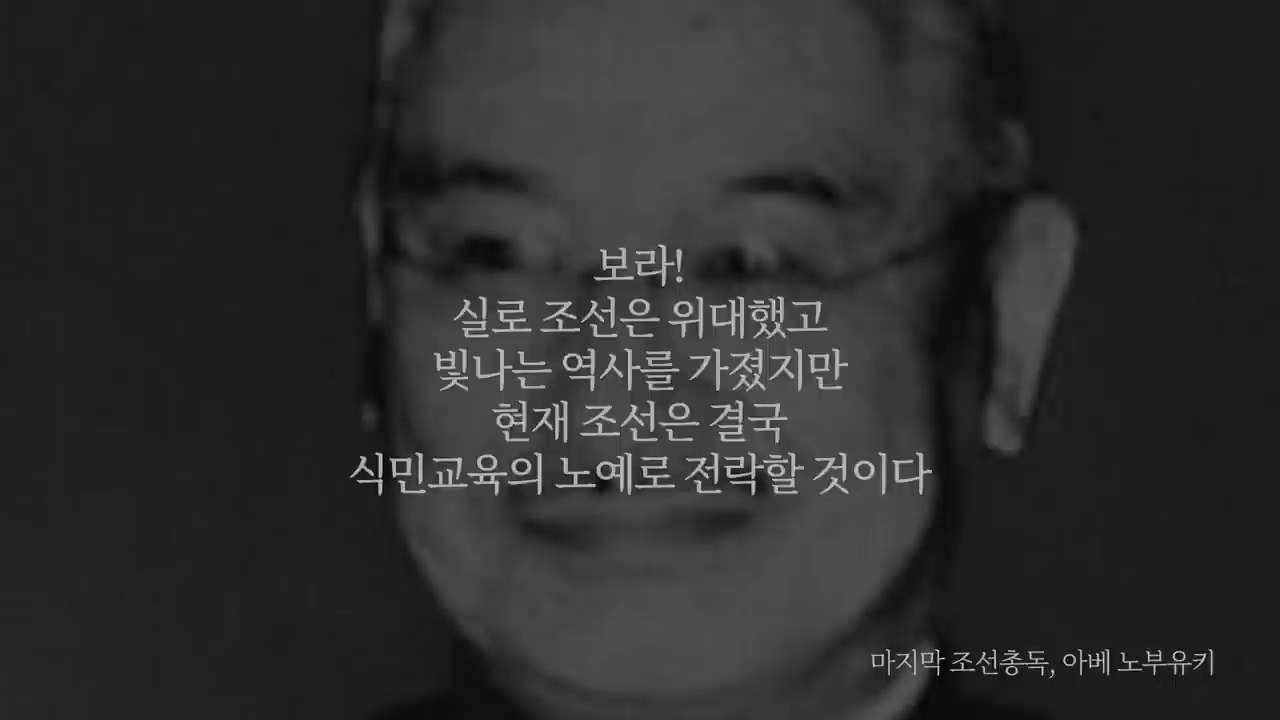 보라!
실로 조선은 위대했고
빛나는 역사를 가졌지만
현재 조선은 결국
식민교육의 노예로 전락할 것이다
마지막 조선총독, 아베 노부유키